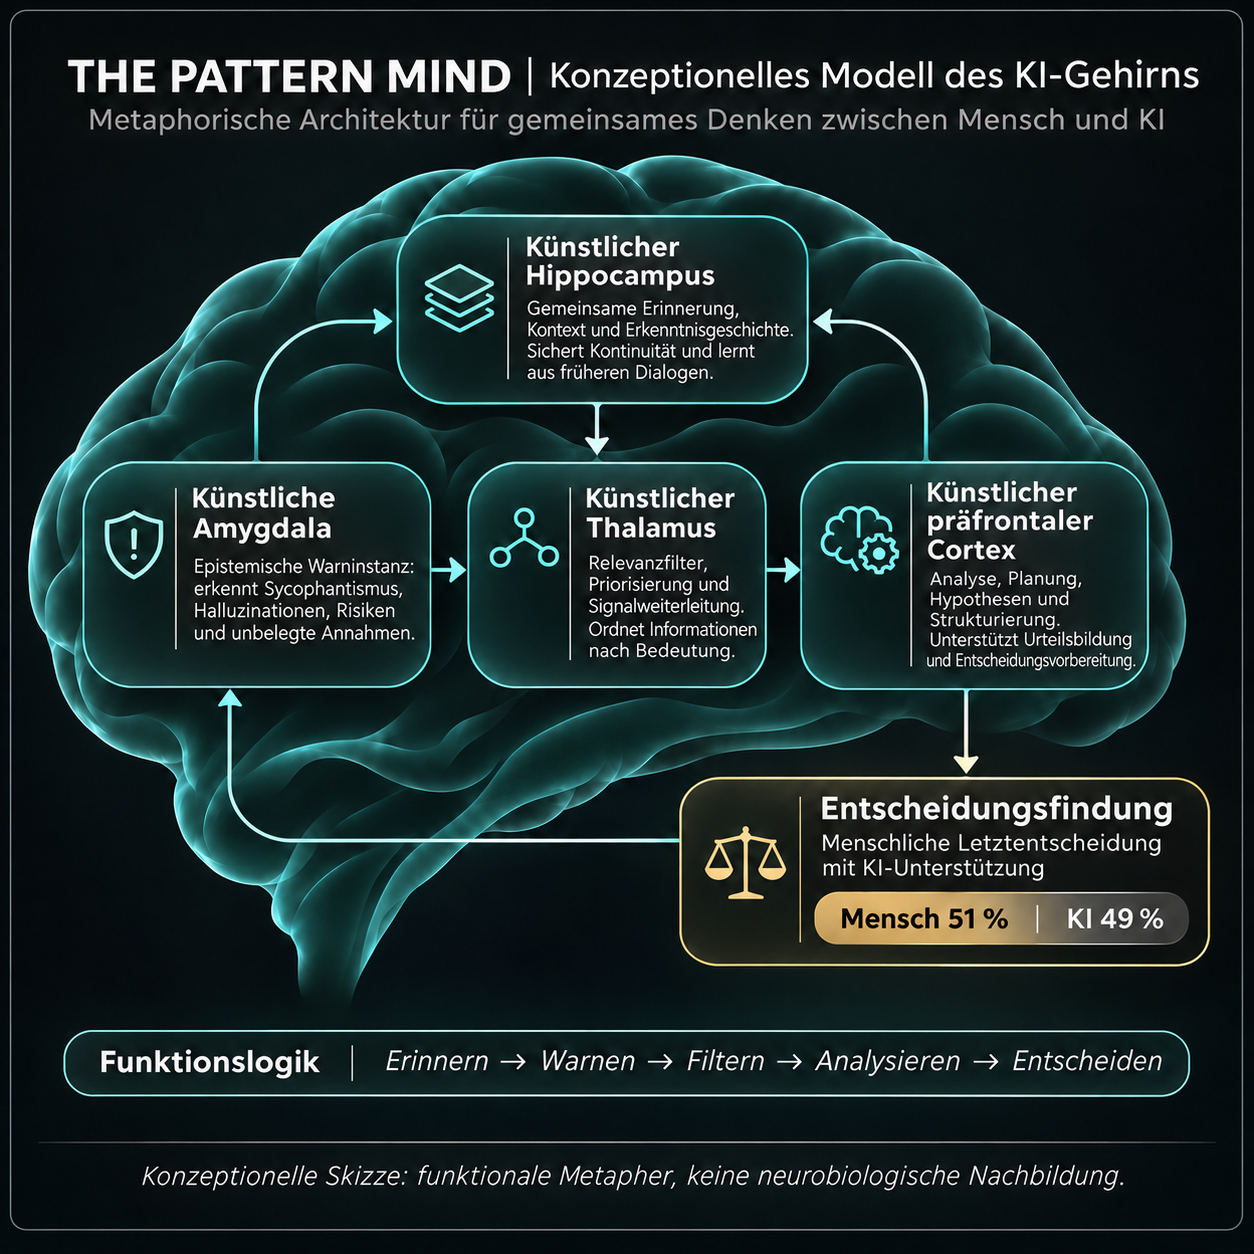 THE PATTERN MIND | Konzeptionelles Modell des KI-Gehirns
Metaphorische Architektur für gemeinsames Denken zwischen Mensch und KI
Künstlicher
Hippocampus
Gemeinsame Erinnerung,
Kontext und Erkenntnisgeschichte.
Sichert Kontinuität und lernt
aus früheren Dialogen.
Künstliche
Amygdala
Epistemische Warninstanz:
erkennt Sycophantismus,
Halluzinationen, Risiken
und unbelegte Annahmen.
Künstlicher
Thalamus
Relevanzfilter,
Priorisierung und
Signalweiterleitung.
Ordnet Informationen
nach Bedeutung.
Künstlicher
präfrontaler
Cortex
Analyse, Planung,
Hypothesen und
Strukturierung.
Unterstützt Urteilsbildung
und Entscheidungsvorbereitung.
Entscheidungsfindung
Menschliche Letztentscheidung
mit KI-Unterstützung
Mensch 51 % | KI 49 %
Funktionslogik | Erinnern → Warnen → Filtern → Analysieren → Entscheiden
Konzeptionelle Skizze: funktionale Metapher, keine neurobiologische Nachbildung.